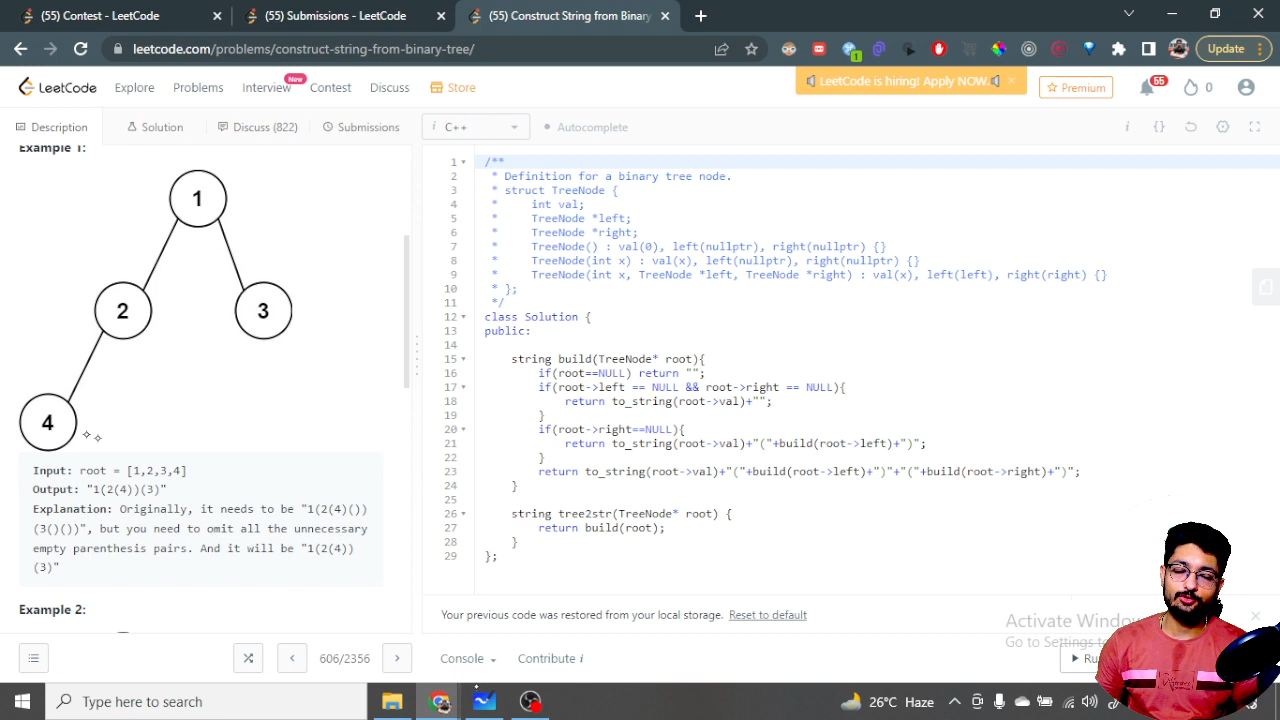 (55) Contest - LeetCode
(55) Submissions - LeetCode
(55) Construct String from Binary
leetcode.com/problems/construct-string-from-binary-tree/
1
Update
LeetCode
Explore
Problems
Interview
New
Contest
Discuss
Store
LeetCode is hiring! Apply NOW.
Premium
55
0
Description
Solution
Discuss (822)
Submissions
i C++
Autocomplete
i
{}
Example 1:
1
2
3
4
Input: root = [1,2,3,4]
Output: "1(2(4))(3)"
Explanation: Originally, it needs to be "1(2(4)())
(3()())", but you need to omit all the unnecessary
empty parenthesis pairs. And it will be "1(2(4))
(3)"
Example 2:
1 /**
2 * Definition for a binary tree node.
3 * struct TreeNode {
4 *     int val;
5 *     TreeNode *left;
6 *     TreeNode *right;
7 *     TreeNode() : val(0), left(nullptr), right(nullptr) {}
8 *     TreeNode(int x) : val(x), left(nullptr), right(nullptr) {}
9 *     TreeNode(int x, TreeNode *left, TreeNode *right) : val(x), left(left), right(right) {}
10 * };
11 */
12 class Solution {
13 public:
14
15     string build(TreeNode* root){
16         if(root==NULL) return "";
17         if(root->left == NULL && root->right == NULL){
18             return to_string(root->val)+"";
19         }
20         if(root->right==NULL){
21             return to_string(root->val)+"("+build(root->left)+")";
22         }
23         return to_string(root->val)+"("+build(root->left)+")"+"("+build(root->right)+")";
24     }
25
26     string tree2str(TreeNode* root) {
27         return build(root);
28     }
29 };
Your previous code was restored from your local storage. Reset to default
Activate Window
Go to Settings to
606/2356
Console
Contribute i
Type here to search
26°C Haze